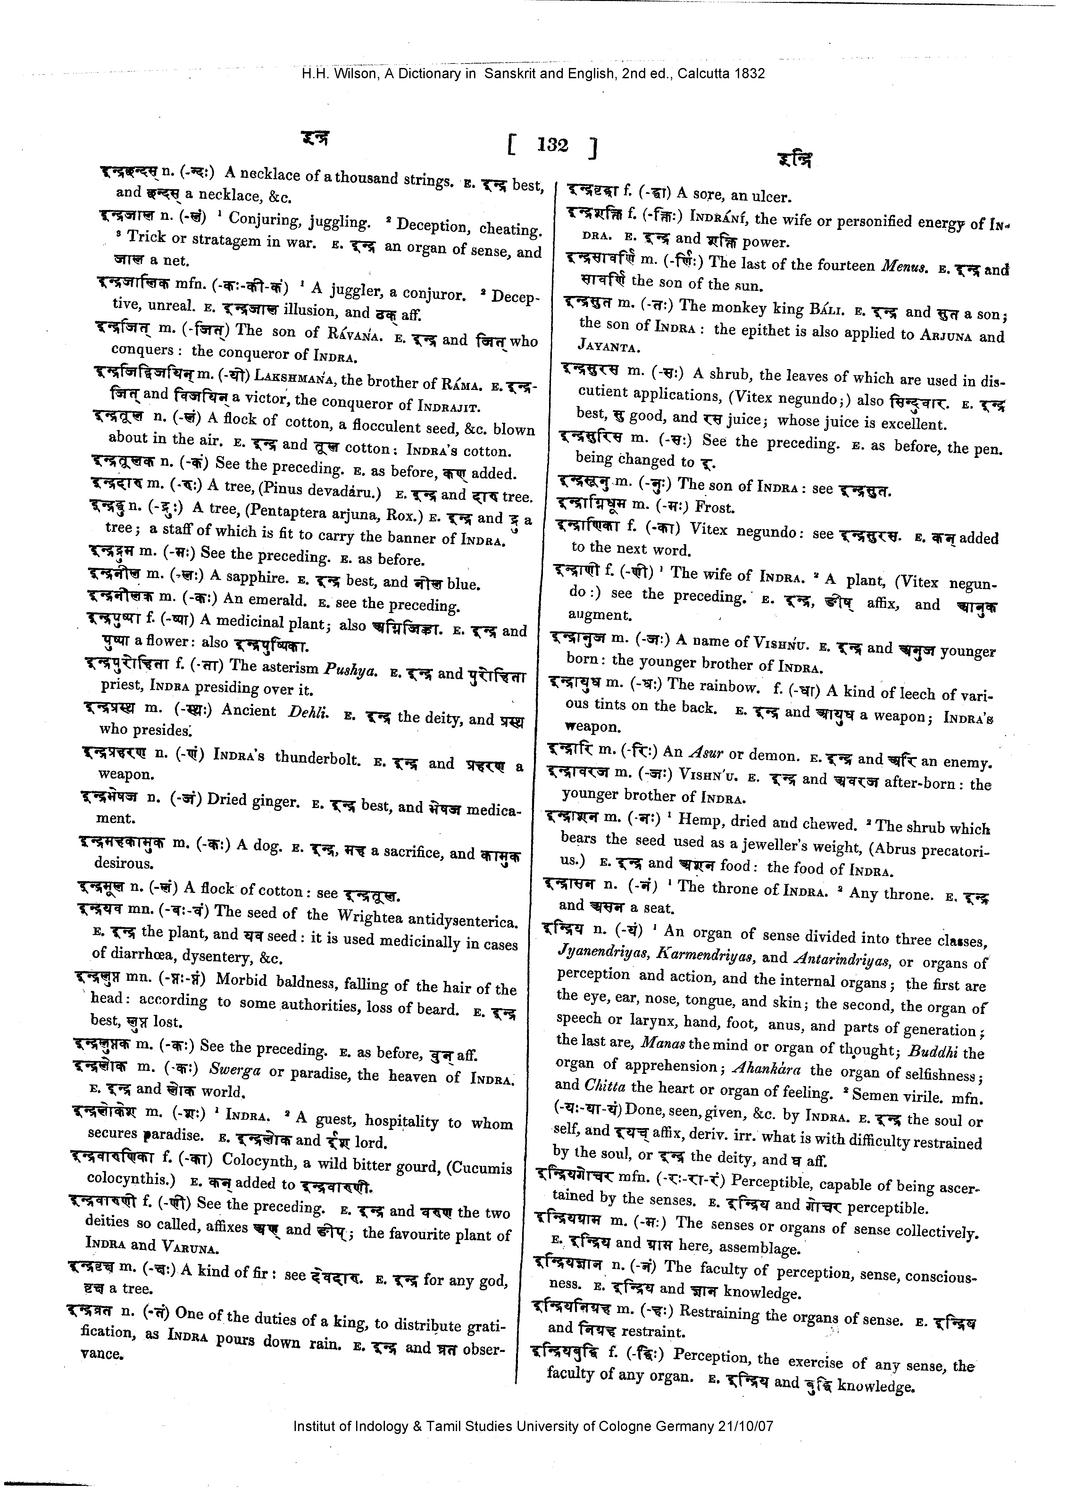 H.H. Wilson, A Dictionary in Sanskrit and English, 2nd ed., Calcutta 1832
इन्द्र
[ 132 ]
इन्द्रि
इन्द्रच्छन्दस् n. (-न्दः) A necklace of a thousand strings. E. इन्द्र best,
and छन्दस् a necklace, &c.
इन्द्रजाल n. (-लं) ¹ Conjuring, juggling. ² Deception, cheating.
³ Trick or stratagem in war. E. इन्द्र an organ of sense, and
जाल a net.
इन्द्रजालिक mfn. (-कः-की-कं) ¹ A juggler, a conjuror. ² Decep-
tive, unreal. E. इन्द्रजाल illusion, and ठक् aff.
इन्द्रजित् m. (-जित्) The son of RÁVAṄA. E. इन्द्र and जित् who
conquers: the conqueror of INDRA.
इन्द्रजिद्विजयिन् m. (-यी) LAKSHMAṄA, the brother of RÁMA. E. इन्द्र-
जित् and विजयिन a victor, the conqueror of INDRAJIT.
इन्द्रतूल n. (-लं) A flock of cotton, a flocculent seed, &c. blown
about in the air. E. इन्द्र and तूल cotton: INDRA'S cotton.
इन्द्रतूलक n. (-कं) See the preceding. E. as before, कण् added.
इन्द्रदारु m. (-रुः) A tree, (Pinus devadáru.) E. इन्द्र and दारु tree.
इन्द्रद्रु n. (-द्रुः) A tree, (Pentaptera arjuna, Rox.) E. इन्द्र and द्रु a
tree; a staff of which is fit to carry the banner of INDRA.
इन्द्रद्रुम m. (-मः) See the preceding. E. as before.
इन्द्रनील m. (-लः) A sapphire. E. इन्द्र best, and नील blue.
इन्द्रनीलक m. (-कः) An emerald. E. see the preceding.
इन्द्रपुष्पा f. (-ष्पा) A medicinal plant; also अग्निजिह्वा. E. इन्द्र and
पुष्पा a flower: also इन्द्रपुष्पिका.
इन्द्रपुरोहिता f. (-ता) The asterism Pushya. E. इन्द्र and पुरोहिता
priest, INDRA presiding over it.
इन्द्रप्रस्थ m. (-स्थः) Ancient Dehli. E. इन्द्र the deity, and प्रस्थ
who presides.
इन्द्रप्रहरण n. (-णं) INDRA'S thunderbolt. E. इन्द्र and प्रहरण a
weapon.
इन्द्रभेषज n. (-जं) Dried ginger. E. इन्द्र best, and भेषज medica-
ment.
इन्द्रमहकामुक m. (-कः) A dog. E. इन्द्र, मह a sacrifice, and कामुक
desirous.
इन्द्रमूल n. (-लं) A flock of cotton: see इन्द्रतूल.
इन्द्रयव mn. (-वः-वं) The seed of the Wrightea antidysenterica.
E. इन्द्र the plant, and यव seed: it is used medicinally in cases
of diarrhœa, dysentery, &c.
इन्द्रलुप्त mn. (-प्तः-प्तं) Morbid baldness, falling of the hair of the
head: according to some authorities, loss of beard. E. इन्द्र
best, लुप्त lost.
इन्द्रलुप्तक m. (-कः) See the preceding. E. as before, वुन् aff.
इन्द्रलोक m. (-कः) Swerga or paradise, the heaven of INDRA.
E. इन्द्र and लोक world.
इन्द्रलोकेश m. (-शः) ¹ INDRA. ² A guest, hospitality to whom
secures paradise. E. इन्द्रलोक and ईश lord.
इन्द्रवारुणिका f. (-का) Colocynth, a wild bitter gourd, (Cucumis
colocynthis.) E. कन् added to इन्द्रवारुणी.
इन्द्रवारुणी f. (-णी) See the preceding. E. इन्द्र and वरुण the two
deities so called, affixes अण् and ङीप्; the favourite plant of
INDRA and VARUNA.
इन्द्रवृक्ष m. (-क्षः) A kind of fir: see देवदारु. E. इन्द्र for any god,
वृक्ष a tree.
इन्द्रव्रत n. (-तं) One of the duties of a king, to distribute grati-
fication, as INDRA pours down rain. E. इन्द्र and व्रत obser-
vance.
इन्द्रवृद्धा f. (-द्धा) A sore, an ulcer.
इन्द्रशक्ति f. (-क्तिः) INDRÁNÍ, the wife or personified energy of IN-
DRA. E. इन्द्र and शक्ति power.
इन्द्रसावर्णि m. (-र्णिः) The last of the fourteen Menus. E. इन्द्र and
सावर्णि the son of the sun.
इन्द्रसुत m. (-तः) The monkey king BÁLI. E. इन्द्र and सुत a son;
the son of INDRA: the epithet is also applied to ARJUNA and
JAYANTA.
इन्द्रसुरस m. (-सः) A shrub, the leaves of which are used in dis-
cutient applications, (Vitex negundo;) also सिन्दुवार. E. इन्द्र
best, सु good, and रस juice; whose juice is excellent.
इन्द्रसुरिस m. (-सः) See the preceding. E. as before, the pen.
being changed to इ.
इन्द्रसूनु m. (-नुः) The son of INDRA: see इन्द्रसुत.
इन्द्राग्निधूम m. (-मः) Frost.
इन्द्राणिका f. (-का) Vitex negundo: see इन्द्रसुरस. E. कन् added
to the next word.
इन्द्राणी f. (-णी) ¹ The wife of INDRA. ² A plant, (Vitex negun-
do:) see the preceding. E. इन्द्र, ङीष् affix, and आनुक
augment.
इन्द्रानुज m. (-जः) A name of VISHṄU. E. इन्द्र and अनुज younger
born: the younger brother of INDRA.
इन्द्रायुध m. (-धः) The rainbow. f. (-धा) A kind of leech of vari-
ous tints on the back. E. इन्द्र and आयुध a weapon; INDRA'S
weapon.
इन्द्रारि m. (-रिः) An Asur or demon. E. इन्द्र and अरि an enemy.
इन्द्रावरज m. (-जः) VISHN'U. E. इन्द्र and अवरज after-born: the
younger brother of INDRA.
इन्द्राशन m. (-नः) ¹ Hemp, dried and chewed. ² The shrub which
bears the seed used as a jeweller's weight, (Abrus precatori-
us.) E. इन्द्र and अशन food: the food of INDRA.
इन्द्रासन n. (-नं) ¹ The throne of INDRA. ² Any throne. E. इन्द्र
and असन a seat.
इन्द्रिय n. (-यं) ¹ An organ of sense divided into three classes,
Jyanendriyas, Karmendriyas, and Antarindriyas, or organs of
perception and action, and the internal organs; the first are
the eye, ear, nose, tongue, and skin; the second, the organ of
speech or larynx, hand, foot, anus, and parts of generation;
the last are, Manas the mind or organ of thought; Buddhi the
organ of apprehension; Ahankára the organ of selfishness;
and Chitta the heart or organ of feeling. ² Semen virile. mfn.
(-यः-या-यं) Done, seen, given, &c. by INDRA. E. इन्द्र the soul or
self, and इयच् affix, deriv. irr. what is with difficulty restrained
by the soul, or इन्द्र the deity, and घ aff.
इन्द्रियगोचर mfn. (-रः-रा-रं) Perceptible, capable of being ascer-
tained by the senses. E. इन्द्रिय and गोचर perceptible.
इन्द्रियग्राम m. (-मः) The senses or organs of sense collectively.
E. इन्द्रिय and ग्राम here, assemblage.
इन्द्रियज्ञान n. (-नं) The faculty of perception, sense, conscious-
ness. E. इन्द्रिय and ज्ञान knowledge.
इन्द्रियनिग्रह m. (-हः) Restraining the organs of sense. E. इन्द्रिय
and निग्रह restraint.
इन्द्रियबुद्धि f. (-द्धिः) Perception, the exercise of any sense, the
faculty of any organ. E. इन्द्रिय and बुद्धि knowledge.
Institut of Indology & Tamil Studies University of Cologne Germany 21/10/07